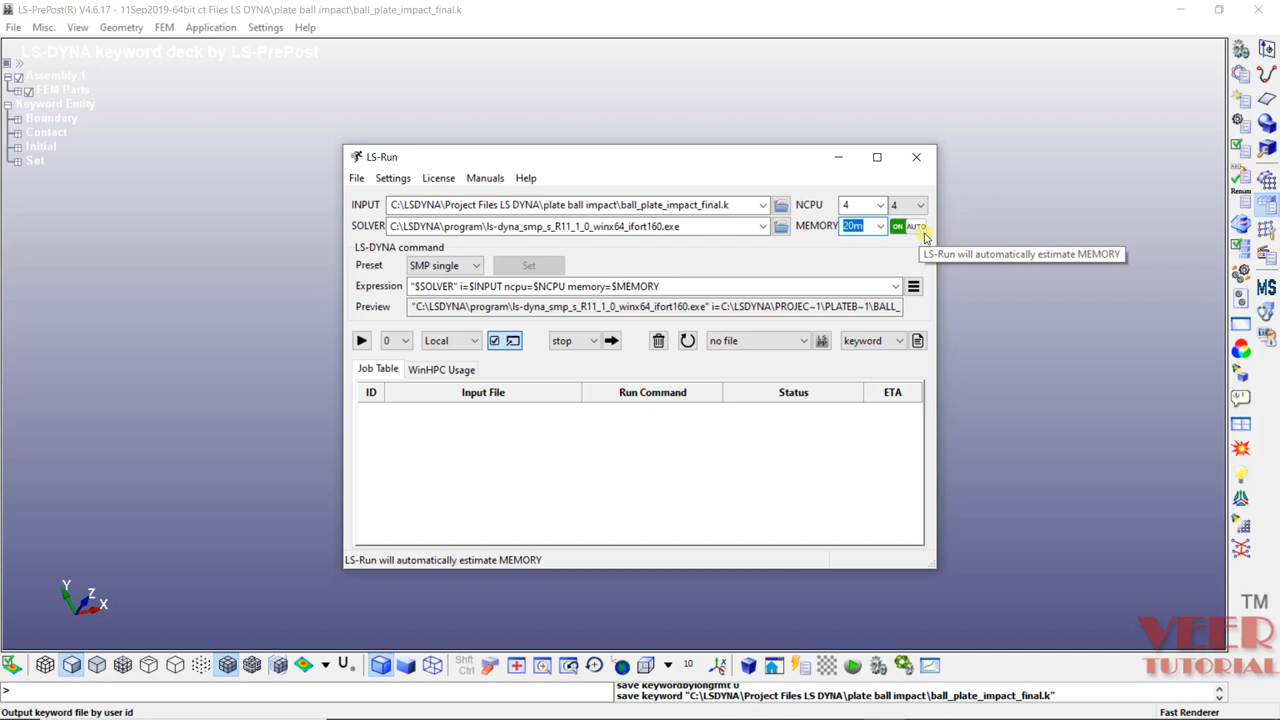 LS-PrePost(R) V4.6.17 - 11Sep2019-64bit ct Files LS DYNA\plate ball impact\ball_plate_impact_final.k
File Misc. View Geometry FEM Application Settings Help
LS-DYNA keyword deck by LS-PrePost
Assembly 1
FEM Parts
Keyword Entity
Boundary
Contact
Initial
Set
LS-Run
File Settings License Manuals Help
INPUT C:\LSDYNA\Project Files LS DYNA\plate ball impact\ball_plate_impact_final.k NCPU 4 4
SOLVER C:\LSDYNA\program\ls-dyna_smp_s_R11_1_0_winx64_ifort160.exe MEMORY 20m ON AUTO
LS-Run will automatically estimate MEMORY
LS-DYNA command
Preset SMP single Set
Expression "$SOLVER" i=$INPUT ncpu=$NCPU memory=$MEMORY
Preview "C:\LSDYNA\program\ls-dyna_smp_s_R11_1_0_winx64_ifort160.exe" i=C:\LSDYNA\PROJEC~1\PLATEB~1\BALL_
0 Local stop no file keyword
Job Table WinHPC Usage
ID Input File Run Command Status ETA
LS-Run will automatically estimate MEMORY
Renum
MS
Y
Z
X
TM
VEER
TUTORIAL
U
Shft
Ctrl
10
>
save keywordbylongfmt 0
save keyword "C:\LSDYNA\Project Files LS DYNA\plate ball impact\ball_plate_impact_final.k"
Output keyword file by user id
Fast Renderer